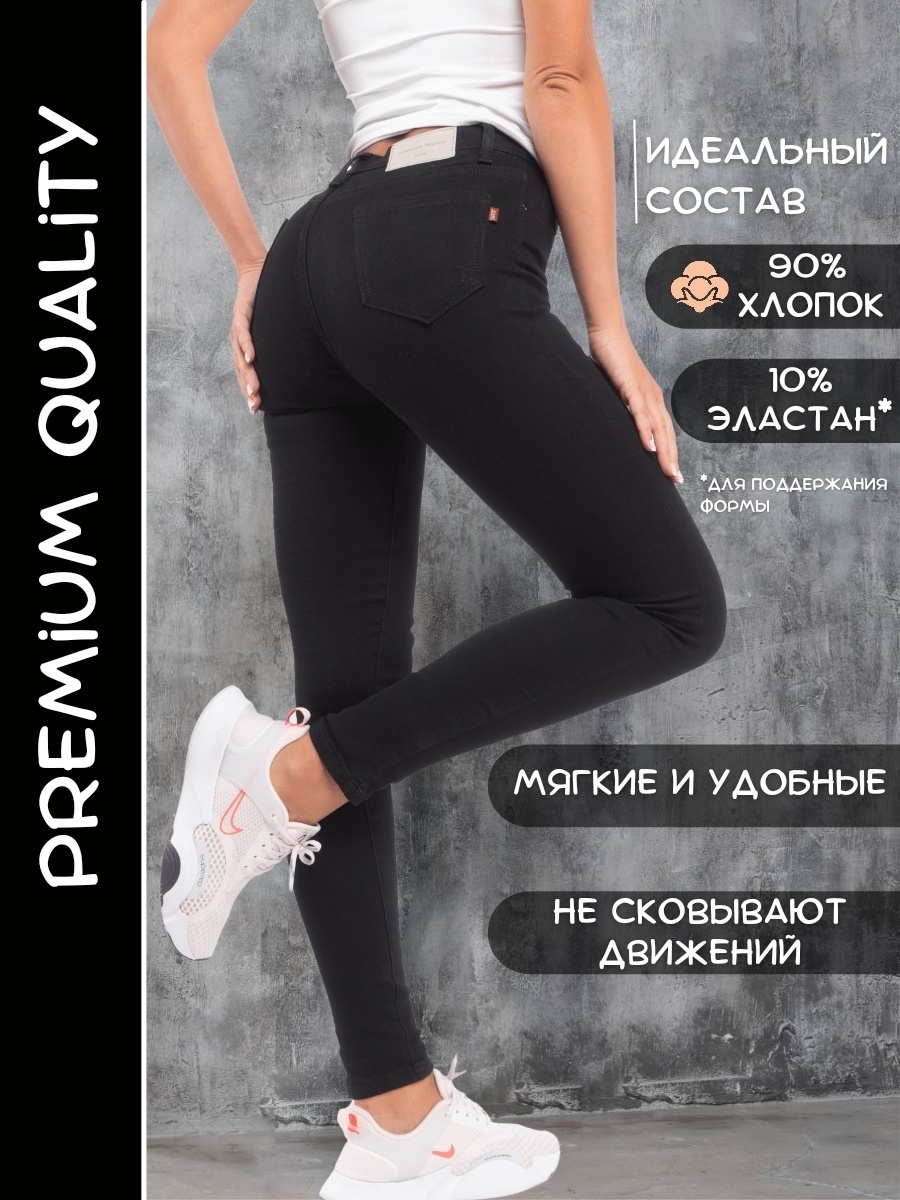 PREMIUM QUALITY
ИДЕАЛЬНЫЙ
СОСТАВ
90%
ХЛОПОК
10%
ЭЛАСТАН*
*ДЛЯ ПОДДЕРЖАНИЯ
ФОРМЫ
МЯГКИЕ И УДОБНЫЕ
НЕ СКОВЫВАЮТ
ДВИЖЕНИЙ